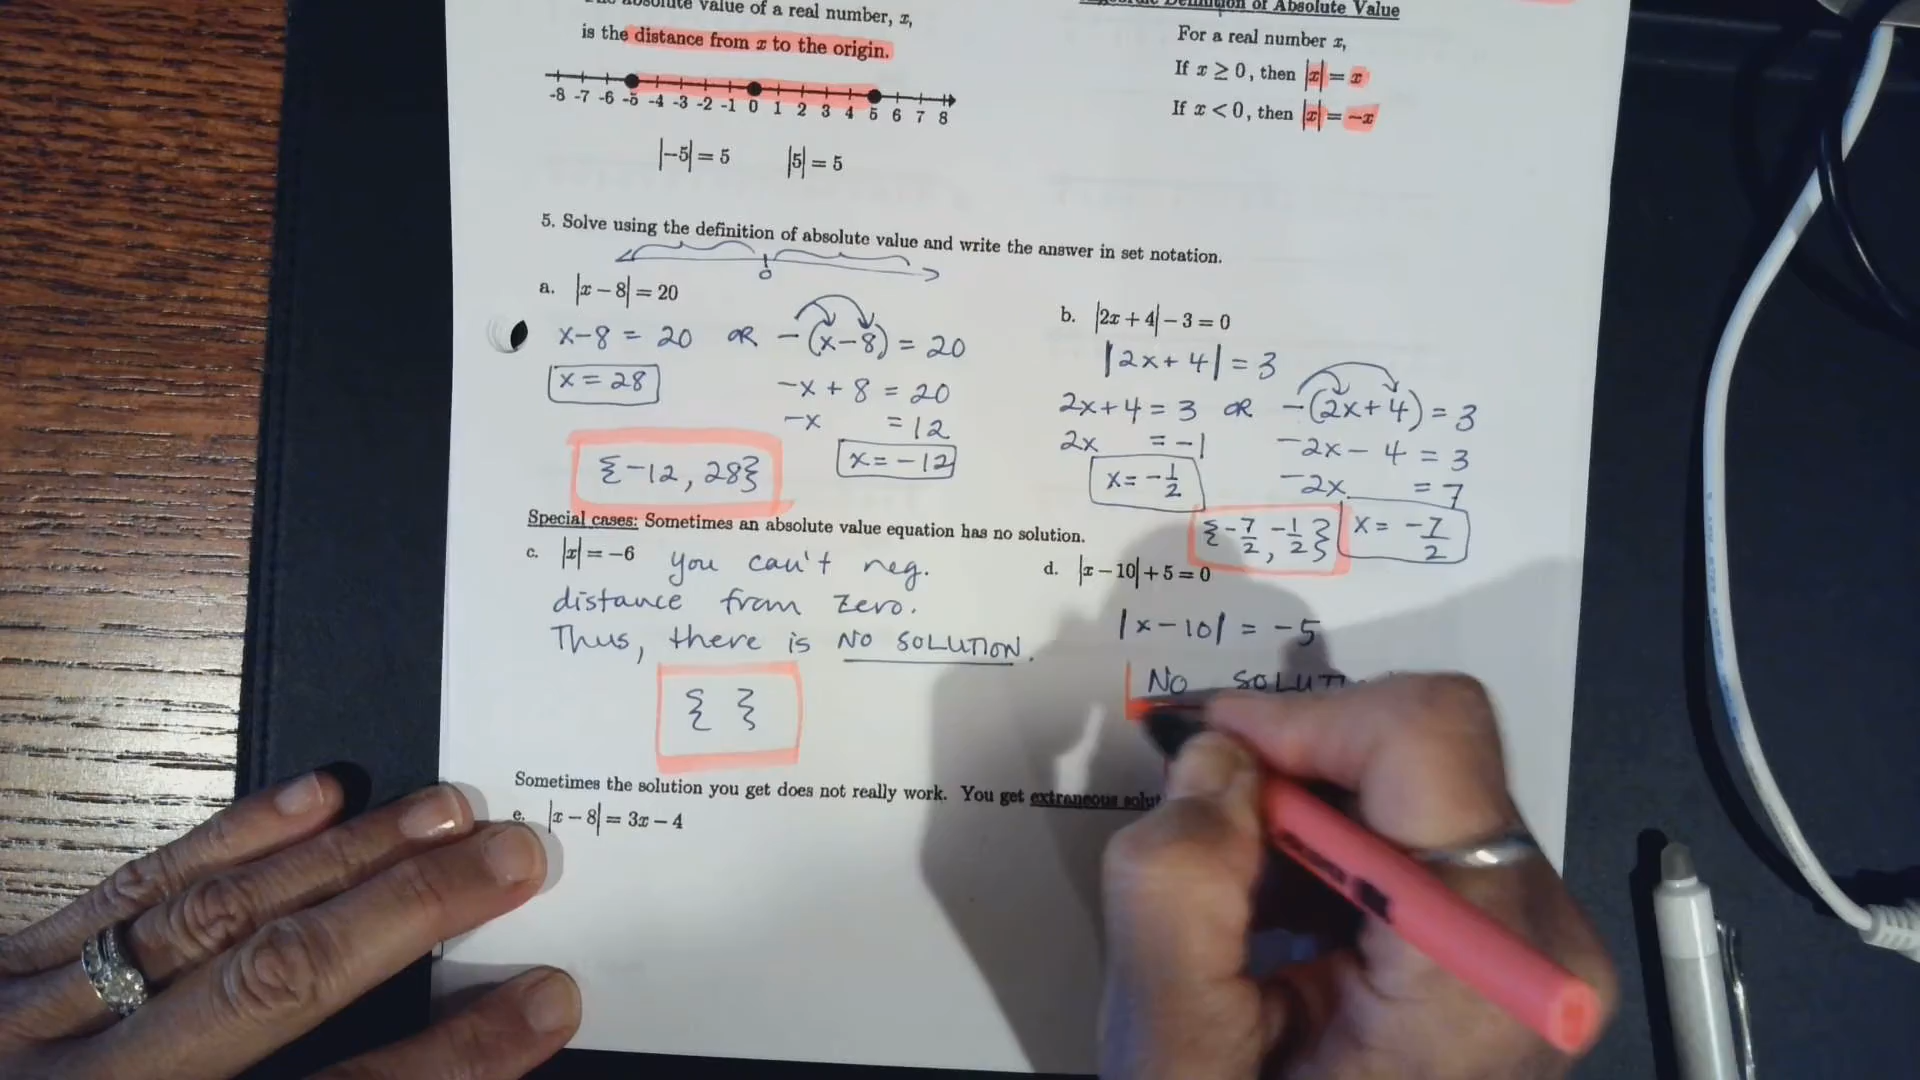 absolute value of a real number, x,
is the distance from x to the origin.
-8 -7 -6 -5 -4 -3 -2 -1 0 1 2 3 4 5 6 7 8
|-5| = 5 |5| = 5
Definition of Absolute Value
For a real number x,
If x ≥ 0, then |x| = x
If x < 0, then |x| = -x
5. Solve using the definition of absolute value and write the answer in set notation.
0
a. |x - 8| = 20
x-8 = 20 OR -(x-8) = 20
x = 28
-x + 8 = 20
-x = 12
x = -12
{-12, 28}
b. |2x + 4| - 3 = 0
|2x + 4| = 3
2x+4 = 3 OR -(2x+4) = 3
2x = -1
-2x - 4 = 3
x = -1/2
-2x = 7
{-7/2, -1/2}
x = -7/2
Special cases: Sometimes an absolute value equation has no solution.
c. |x| = -6 you can't neg.
distance from zero.
Thus, there is NO SOLUTION.
{ }
d. |x - 10| + 5 = 0
|x-10| = -5
NO
Sometimes the solution you get does not really work. You get extraneous
e. |x - 8| = 3x - 4